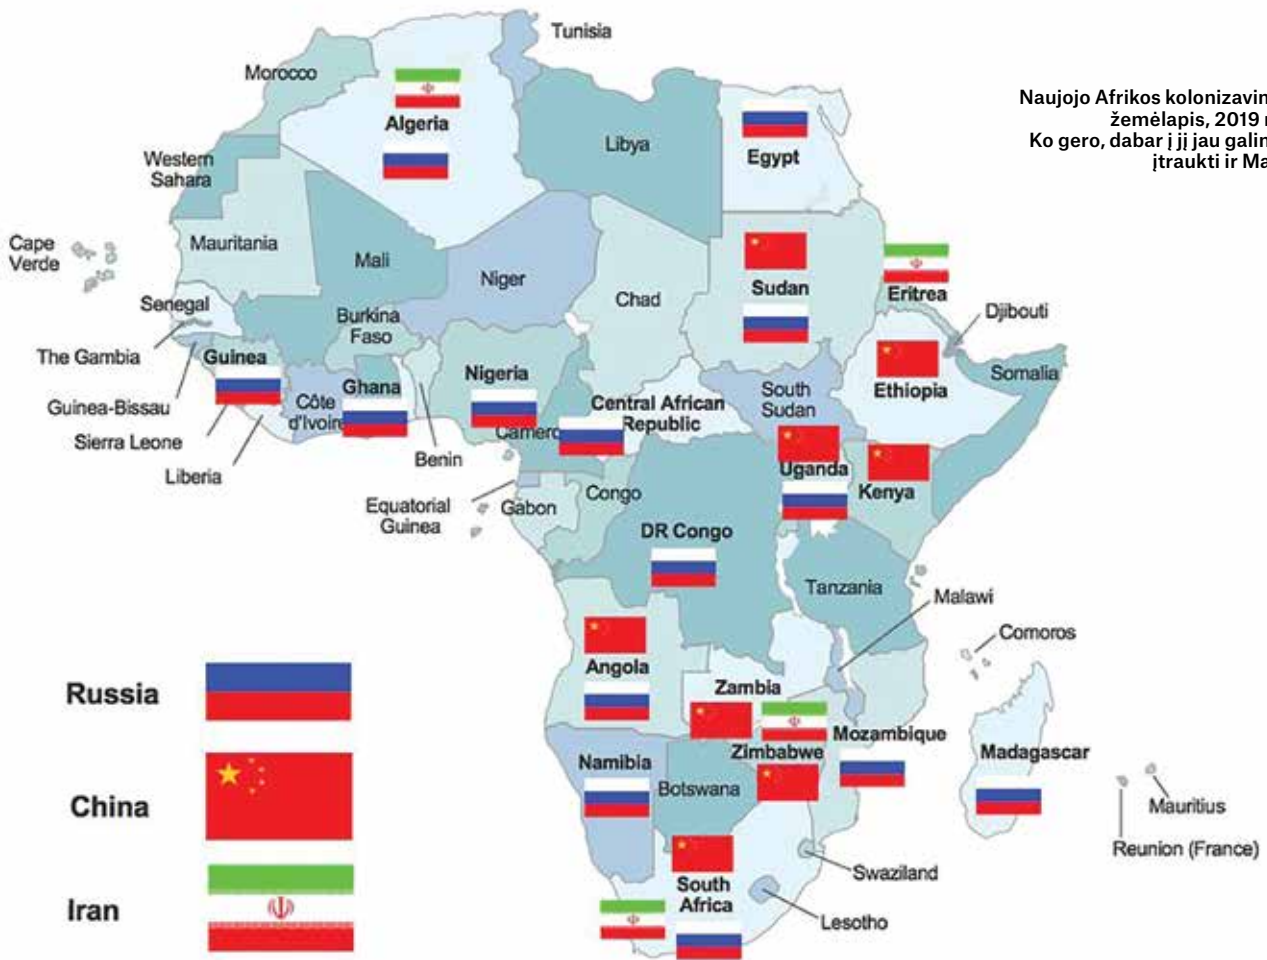 Naujojo Afrikos kolonizavin
žemėlapis, 2019
Ko gero, dabar į jį jau galin
įtraukti ir Ma
Tunisia
Morocco
Algeria
Libya
Egypt
Western
Sahara
Cape
Verde
Mauritania
Mali
Niger
Chad
Sudan
Eritrea
Djibouti
Senegal
Burkina
Faso
The Gambia
Guinea
Nigeria
Ghana
Guinea-Bissau
Côte
d'Ivoire
Sierra Leone
Liberia
Benin
Camero
Central African
Republic
South
Sudan
Ethiopia
Somalia
Uganda
Kenya
Equatorial
Guinea
Gabon
Congo
DR Congo
Tanzania
Malawi
Comoros
Angola
Zambia
Mozambique
Zimbabwe
Madagascar
Namibia
Botswana
Mauritius
Reunion (France)
Swaziland
South
Africa
Lesotho
Russia
China
Iran